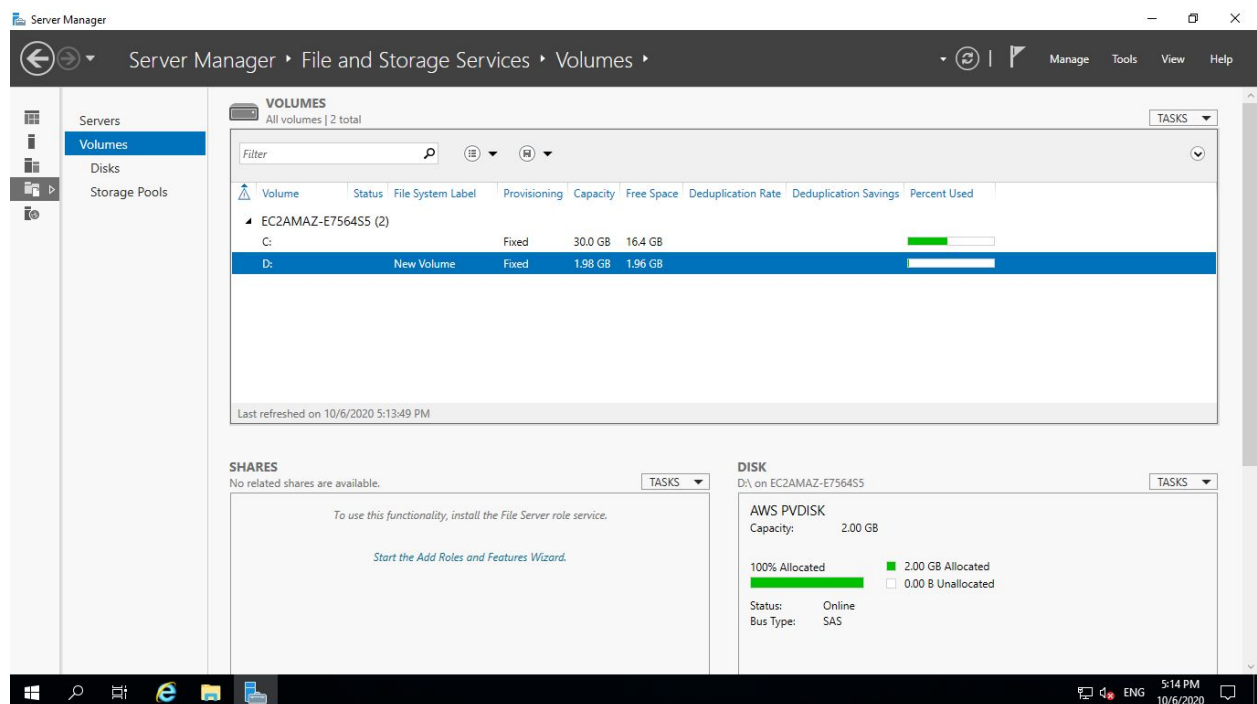 Server Manager
Server Manager ‣ File and Storage Services ‣ Volumes ‣
Manage Tools View Help
Servers
Volumes
Disks
Storage Pools
VOLUMES
All volumes | 2 total
TASKS
Filter
Volume Status File System Label Provisioning Capacity Free Space Deduplication Rate Deduplication Savings Percent Used
EC2AMAZ-E7564S5 (2)
C: Fixed 30.0 GB 16.4 GB
D: New Volume Fixed 1.98 GB 1.96 GB
Last refreshed on 10/6/2020 5:13:49 PM
SHARES
No related shares are available.
TASKS
To use this functionality, install the File Server role service.
Start the Add Roles and Features Wizard.
DISK
D:\ on EC2AMAZ-E7564S5
TASKS
AWS PVDISK
Capacity: 2.00 GB
100% Allocated
2.00 GB Allocated
0.00 B Unallocated
Status: Online
Bus Type: SAS
ENG
5:14 PM
10/6/2020